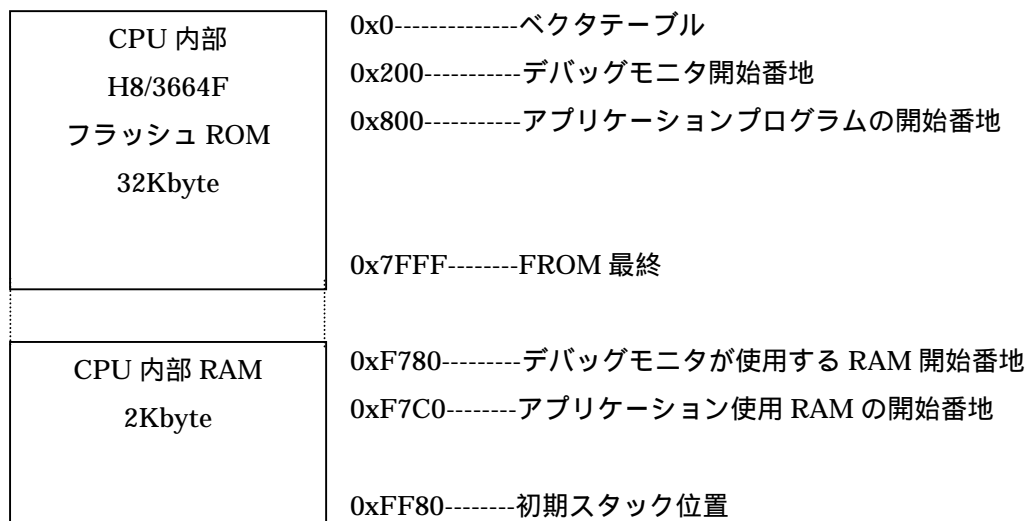 CPU 内部
H8/3664F
フラッシュ ROM
32Kbyte
0x0--------------ベクタテーブル
0x200-----------デバッグモニタ開始番地
0x800-----------アプリケーションプログラムの開始番地
0x7FFF--------FROM 最終
CPU 内部 RAM
2Kbyte
0xF780---------デバッグモニタが使用する RAM 開始番地
0xF7C0--------アプリケーション使用 RAM の開始番地
0xFF80--------初期スタック位置